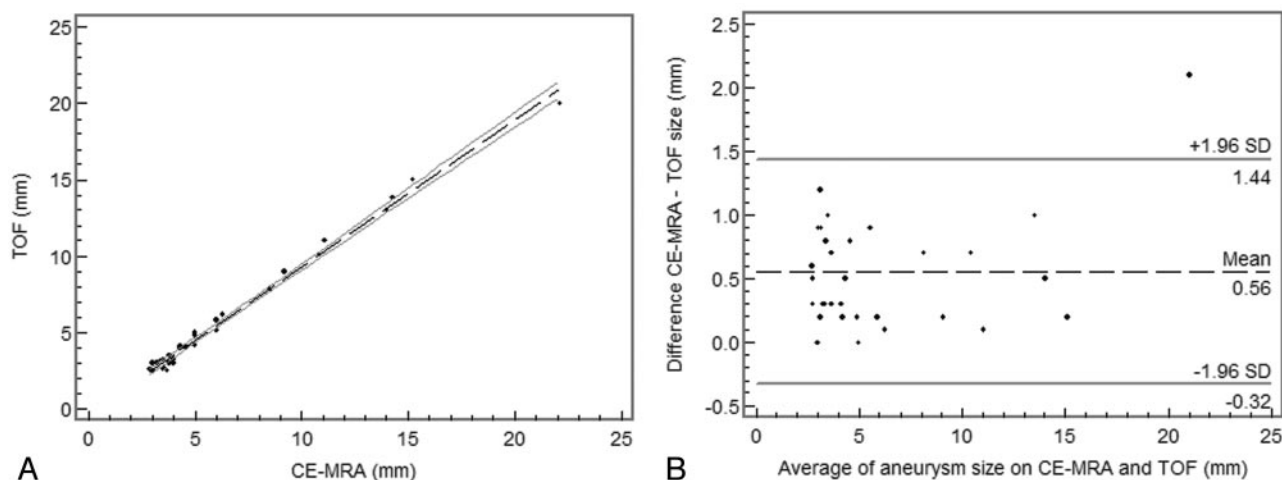 25
20
15
10
5
0
TOF (mm)
0 5 10 15 20 25
CE-MRA (mm)
A
2.5
2.0
1.5
1.0
0.5
0.0
-0.5
Difference CE-MRA - TOF size (mm)
+1.96 SD
1.44
Mean
0.56
-1.96 SD
-0.32
0 5 10 15 20 25
Average of aneurysm size on CE-MRA and TOF (mm)
B